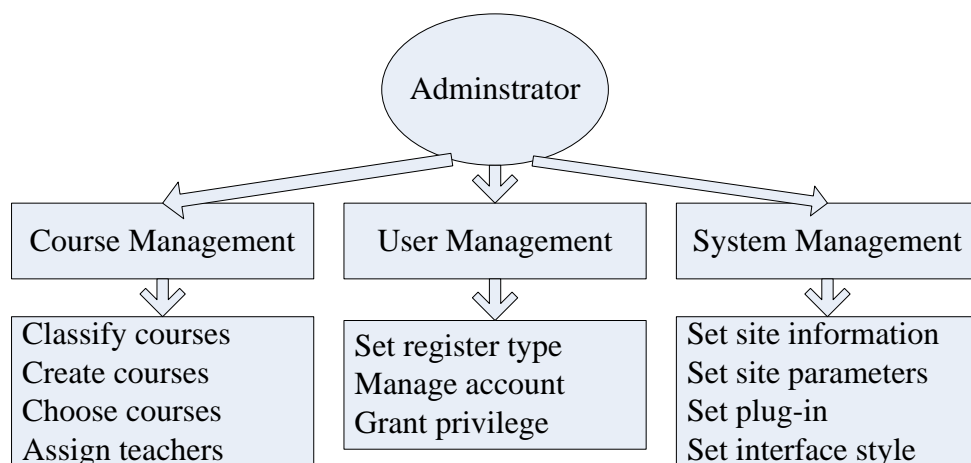 Adminstrator
Course Management
User Management
System Management
Classify courses
Create courses
Choose courses
Assign teachers
Set register type
Manage account
Grant privilege
Set site information
Set site parameters
Set plug-in
Set interface style